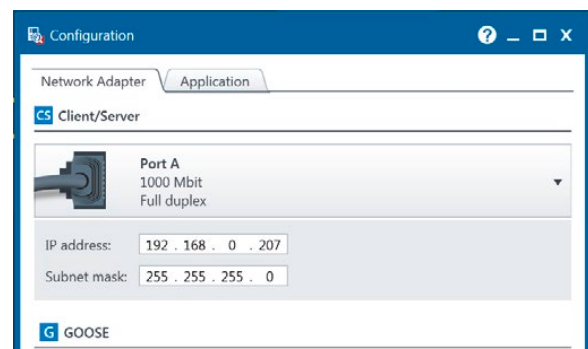 Configuration
Network Adapter Application
CS Client/Server
Port A
1000 Mbit
Full duplex
IP address: 192 . 168 . 0 . 207
Subnet mask: 255 . 255 . 255 . 0
G GOOSE